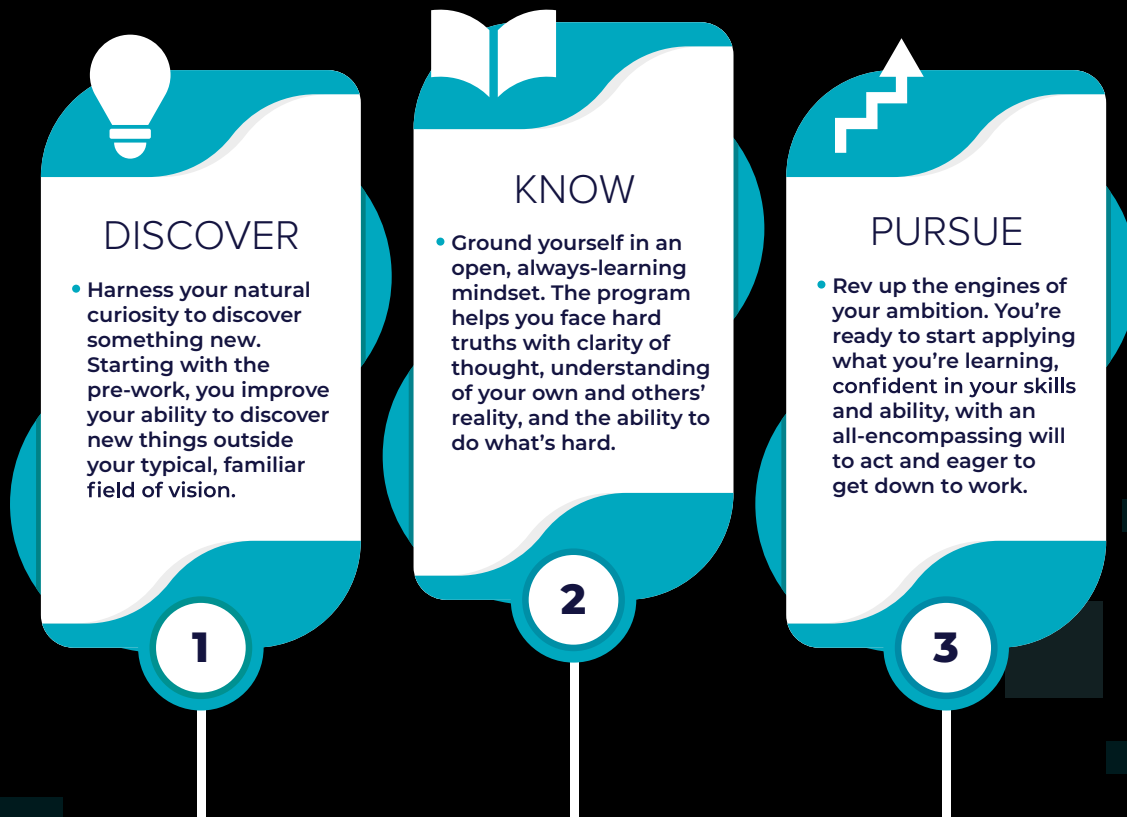 DISCOVER
• Harness your natural
curiosity to discover
something new.
Starting with the
pre-work, you improve
your ability to discover
new things outside
your typical, familiar
field of vision.
1
KNOW
• Ground yourself in an
open, always-learning
mindset. The program
helps you face hard
truths with clarity of
thought, understanding
of your own and others’
reality, and the ability to
do what’s hard.
2
PURSUE
• Rev up the engines of
your ambition. You’re
ready to start applying
what you’re learning,
confident in your skills
and ability, with an
all-encompassing will
to act and eager to
get down to work.
3